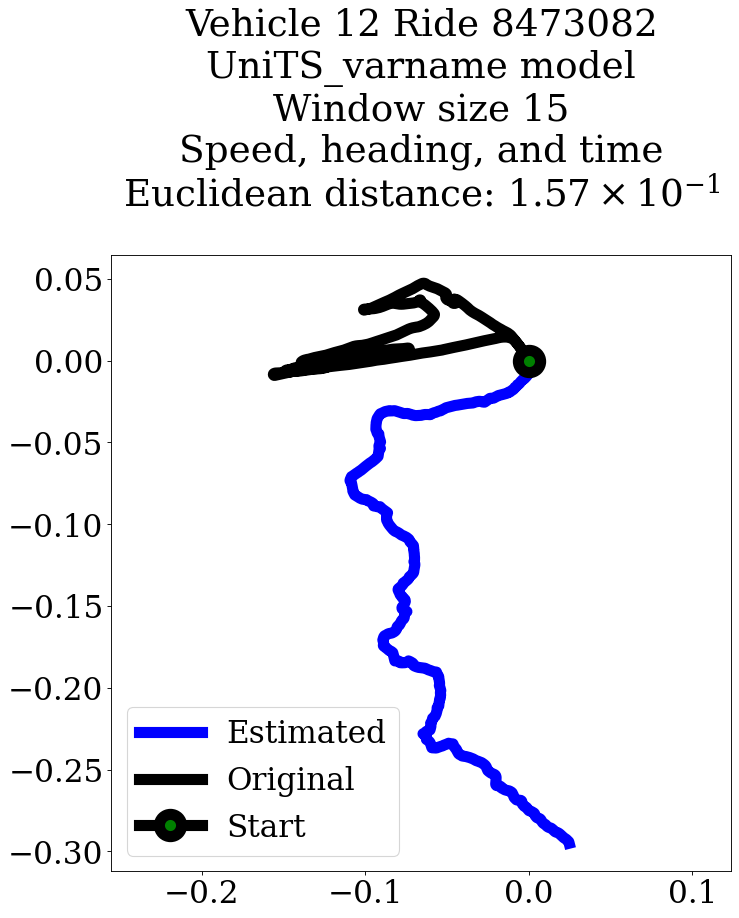 Vehicle 12 Ride 8473082
UniTS_varname model
Window size 15
Speed, heading, and time
Euclidean distance: 1.57 × 10⁻¹
0.05
0.00
−0.05
−0.10
−0.15
−0.20
−0.25
−0.30
Estimated
Original
Start
−0.2 −0.1 0.0 0.1